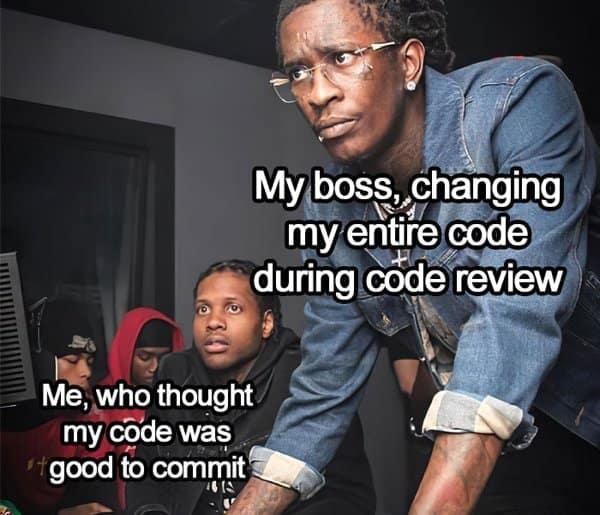 My boss, changing
my entire code
during code review
Me, who thought
my code was
good to commit